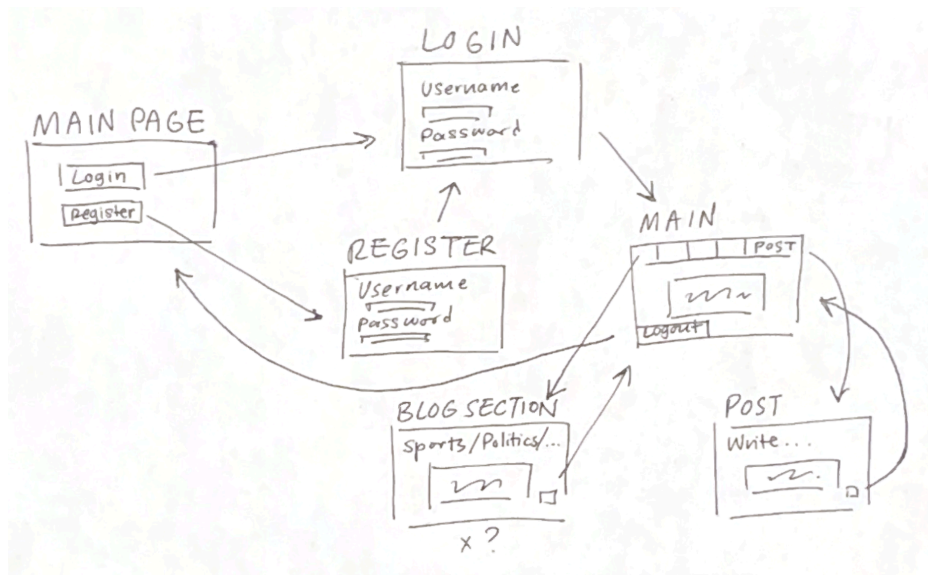 LOGIN
Username
Password
MAIN PAGE
Login
Register
REGISTER
Username
Password
MAIN
POST
Logout
BLOG SECTION
Sports/Politics/...
x ?
POST
Write...